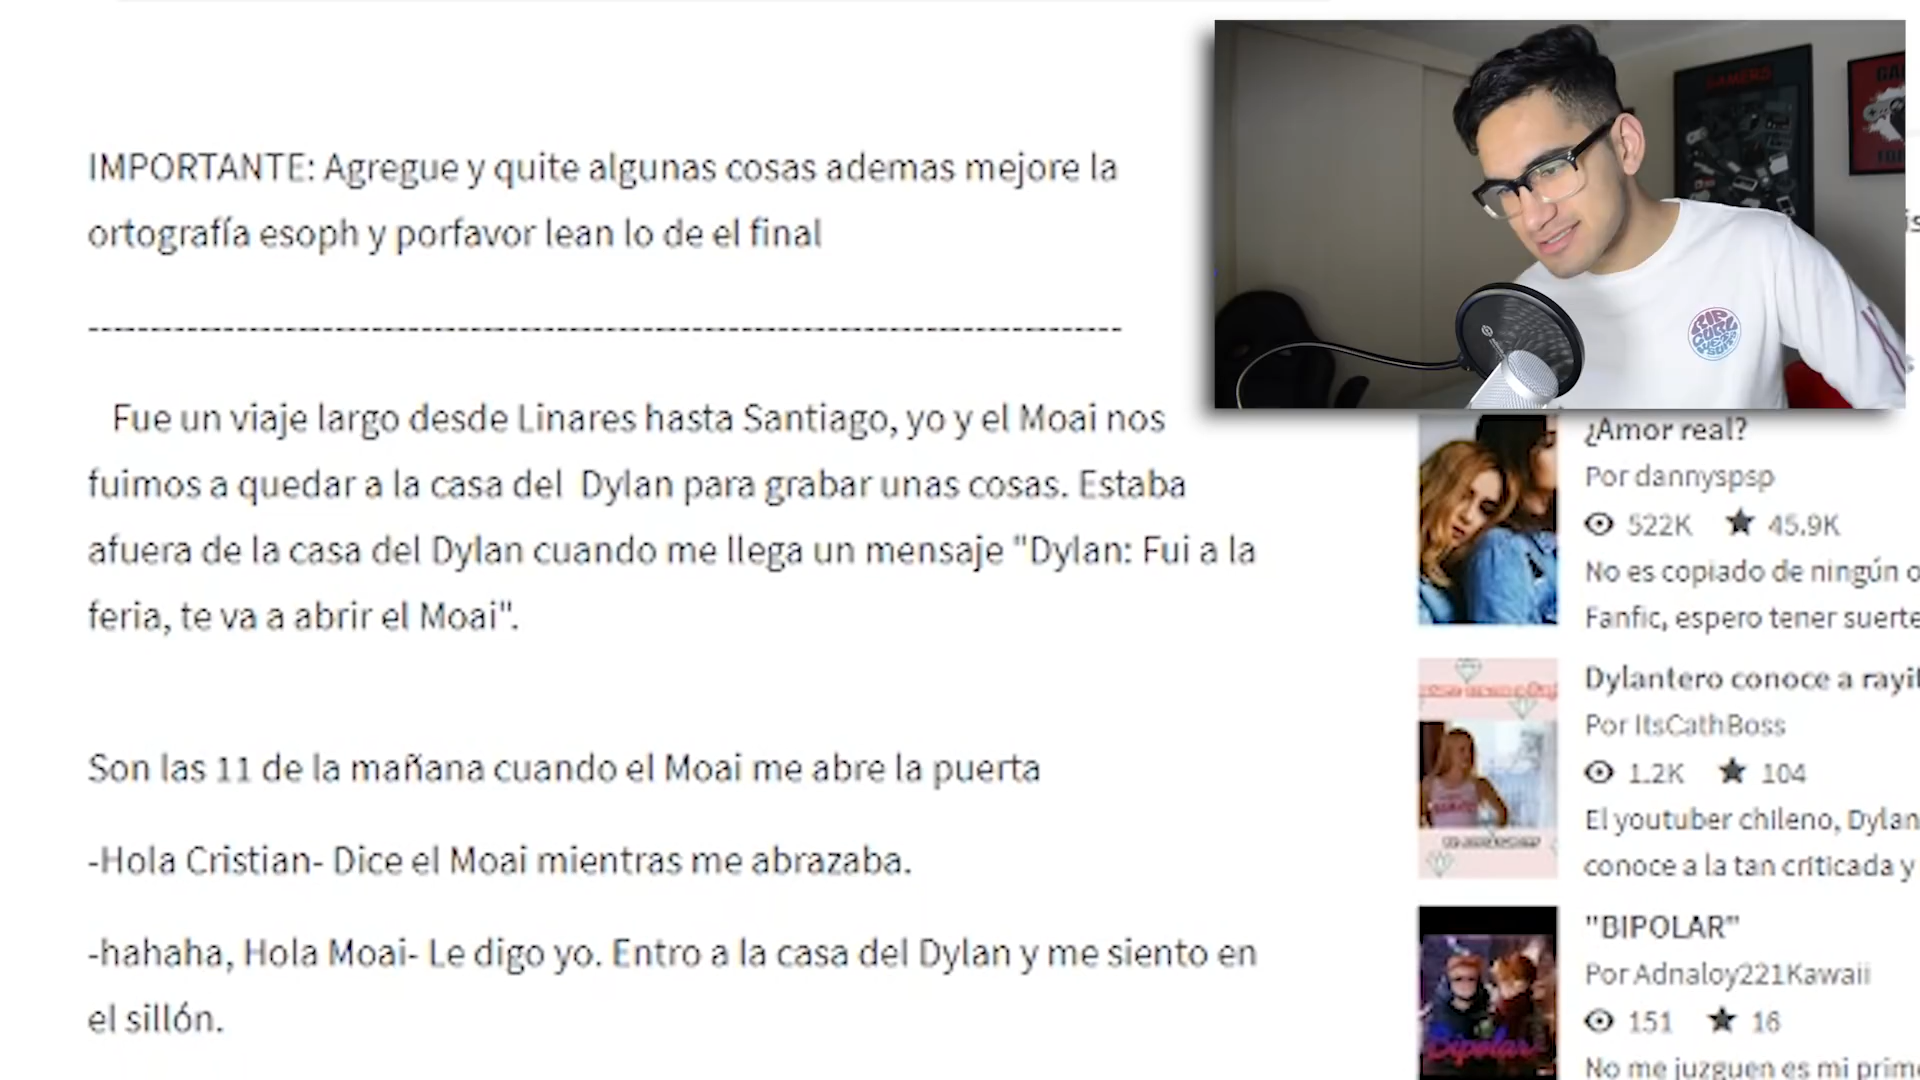 IMPORTANTE: Agregue y quite algunas cosas ademas mejore la
ortografía esoph y porfavor lean lo de el final
--------------------------------------------------------------------------------------
Fue un viaje largo desde Linares hasta Santiago, yo y el Moai nos
fuimos a quedar a la casa del  Dylan para grabar unas cosas. Estaba
afuera de la casa del Dylan cuando me llega un mensaje "Dylan: Fui a la
feria, te va a abrir el Moai".
Son las 11 de la mañana cuando el Moai me abre la puerta
-Hola Cristian- Dice el Moai mientras me abrazaba.
-hahaha, Hola Moai- Le digo yo. Entro a la casa del Dylan y me siento en
el sillón.
GAMERS
RIP CURL
¿Amor real?
Por dannyspsp
522K 45.9K
No es copiado de ningún o
Fanfic, espero tener suerte
Dylantero conoce a rayit
Por ItsCathBoss
1.2K 104
El youtuber chileno, Dylan
conoce a la tan criticada y
"BIPOLAR"
Por Adnaloy221Kawaii
151 16
No me juzguen es mi prime
Bipolar